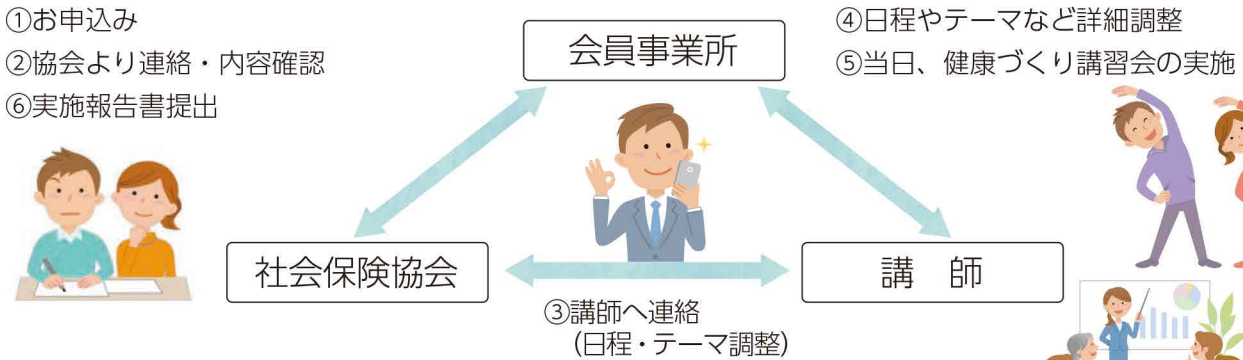 ①お申込み
②協会より連絡・内容確認
⑥実施報告書提出
会員事業所
④日程やテーマなど詳細調整
⑤当日、健康づくり講習会の実施
社会保険協会
講　師
③講師へ連絡
(日程・テーマ調整)